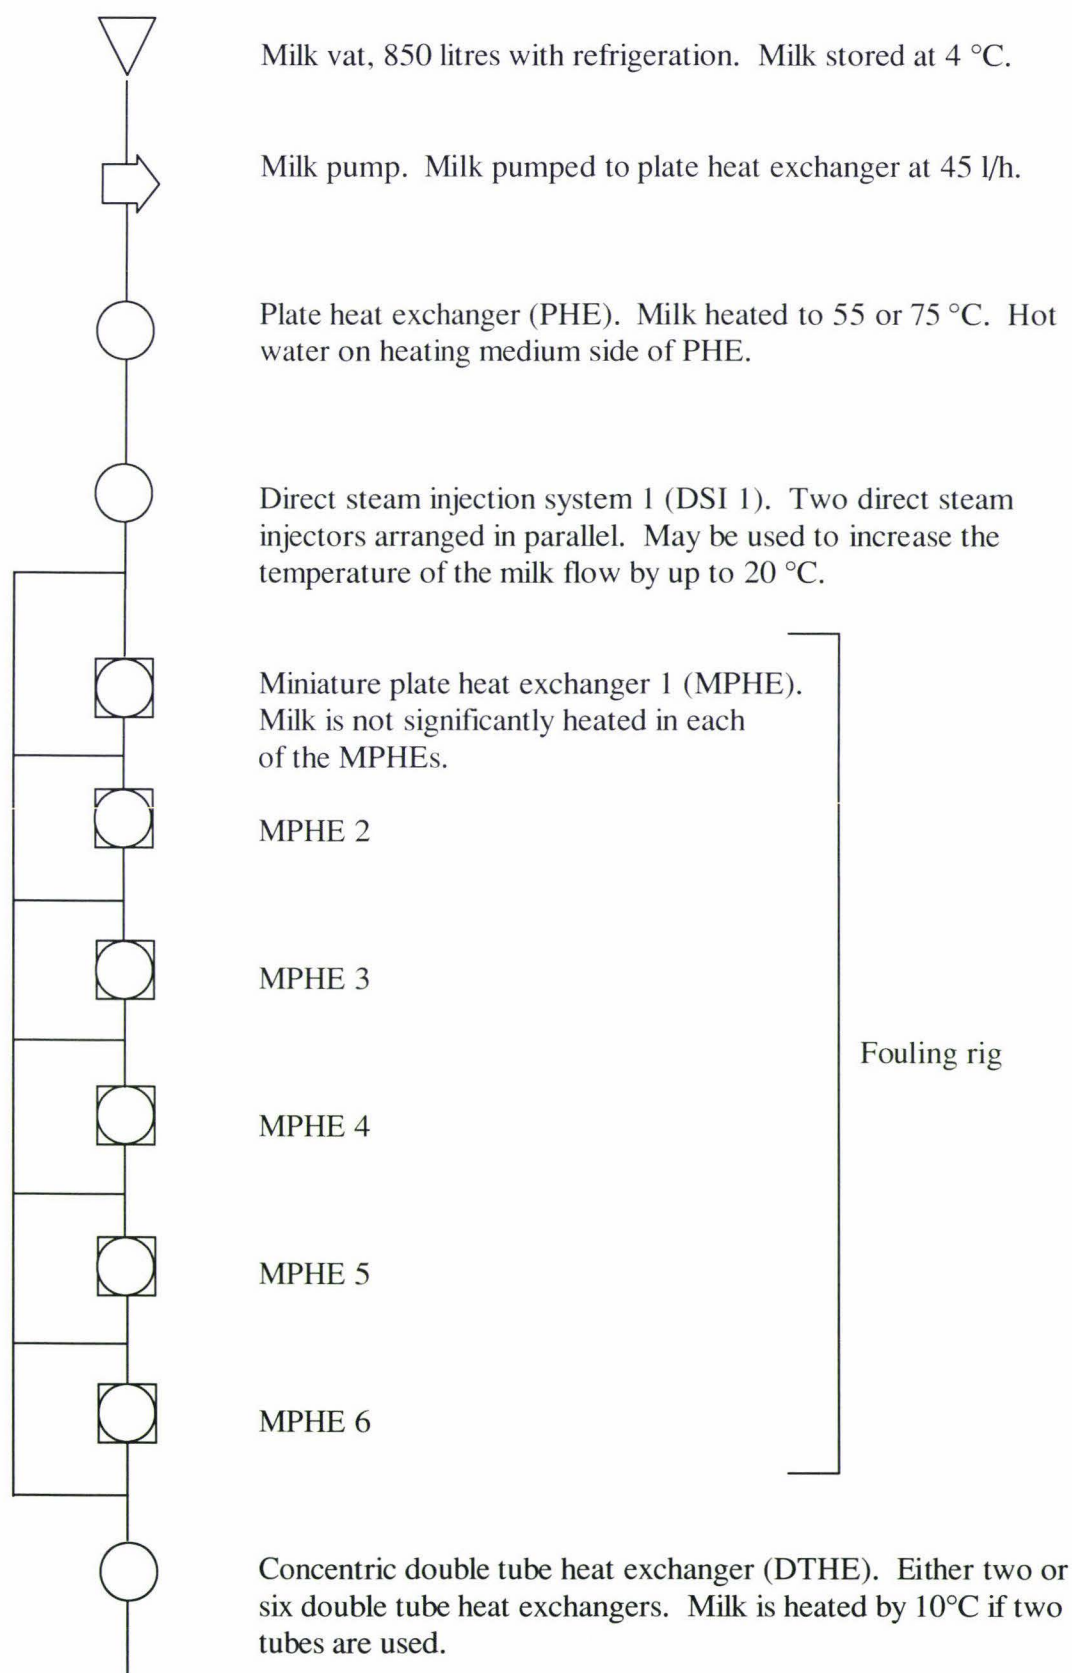 Milk vat, 850 litres with refrigeration. Milk stored at 4 °C.
Milk pump. Milk pumped to plate heat exchanger at 45 l/h.
Plate heat exchanger (PHE). Milk heated to 55 or 75 °C. Hot
water on heating medium side of PHE.
Direct steam injection system 1 (DSI 1). Two direct steam
injectors arranged in parallel. May be used to increase the
temperature of the milk flow by up to 20 °C.
Miniature plate heat exchanger 1 (MPHE).
Milk is not significantly heated in each
of the MPHEs.
MPHE 2
MPHE 3
Fouling rig
MPHE 4
MPHE 5
MPHE 6
Concentric double tube heat exchanger (DTHE). Either two or
six double tube heat exchangers. Milk is heated by 10°C if two
tubes are used.